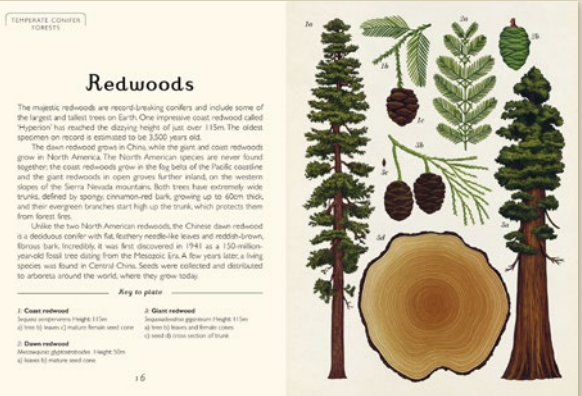 TEMPERATE CONIFER
FORESTS
Redwoods
The majestic redwoods are record-breaking conifers and include some of
the largest and tallest trees on Earth. One impressive coast redwood called
'Hyperion' has reached the dizzying height of just over 115m. The oldest
specimen on record is estimated to be 3,500 years old.
The dawn redwood grows in China, while the giant and coast redwoods
grow in North America. The North American species are never found
together; the coast redwoods grow in the fog belts of the Pacific coastline
and the giant redwoods in open groves further inland, on the western
slopes of the Sierra Nevada mountains. Both trees have extremely wide
trunks, defined by spongy, cinnamon-red bark, growing up to 60cm thick,
and their evergreen branches start high up the trunk, which protects them
from forest fires.
Unlike the two North American redwoods, the Chinese dawn redwood
is a deciduous conifer with flat, feathery needle-like leaves and reddish-brown,
fibrous bark. Incredibly, it was first discovered in 1941 as a 150-million-
year-old fossil tree dating from the Mesozoic Era. A few years later, a living
species was found in Central China. Seeds were collected and distributed
to arboreta around the world, where they grow today.
Key to plate
1: Coast redwood
Sequoia sempervirens Height: 115m
a) tree b) leaves c) mature female seed cone
2: Dawn redwood
Metasequoia glyptostroboides Height: 50m
a) leaves b) mature seed cone
3: Giant redwood
Sequoiadendron giganteum Height:
a) tree b) leaves and female cones
c) seed d) cross section of trunk
16
1a
1b
1c
2a
2b
3b
3c
3d
3a